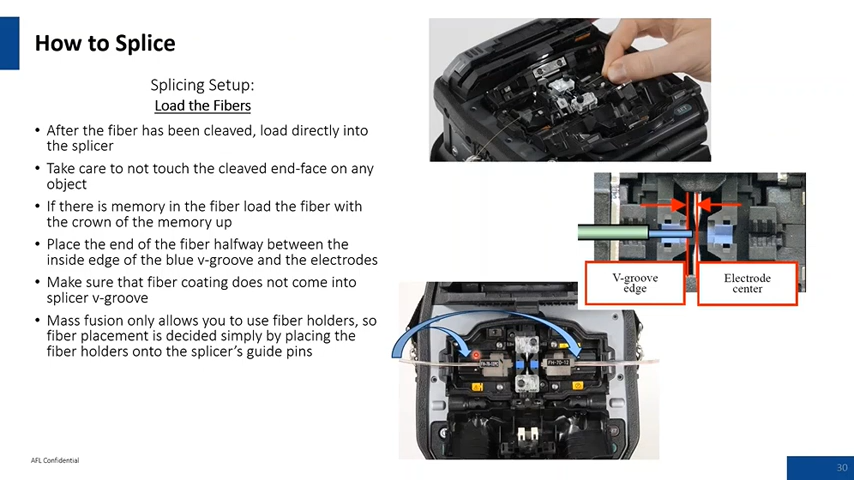 How to Splice
Splicing Setup:
Load the Fibers
• After the fiber has been cleaved, load directly into
the splicer
• Take care to not touch the cleaved end-face on any
object
• If there is memory in the fiber load the fiber with
the crown of the memory up
• Place the end of the fiber halfway between the
inside edge of the blue v-groove and the electrodes
• Make sure that fiber coating does not come into
splicer v-groove
• Mass fusion only allows you to use fiber holders, so
fiber placement is decided simply by placing the
fiber holders onto the splicer's guide pins
V-groove
edge
Electrode
center
FH-70-12
AFL Confidential
30